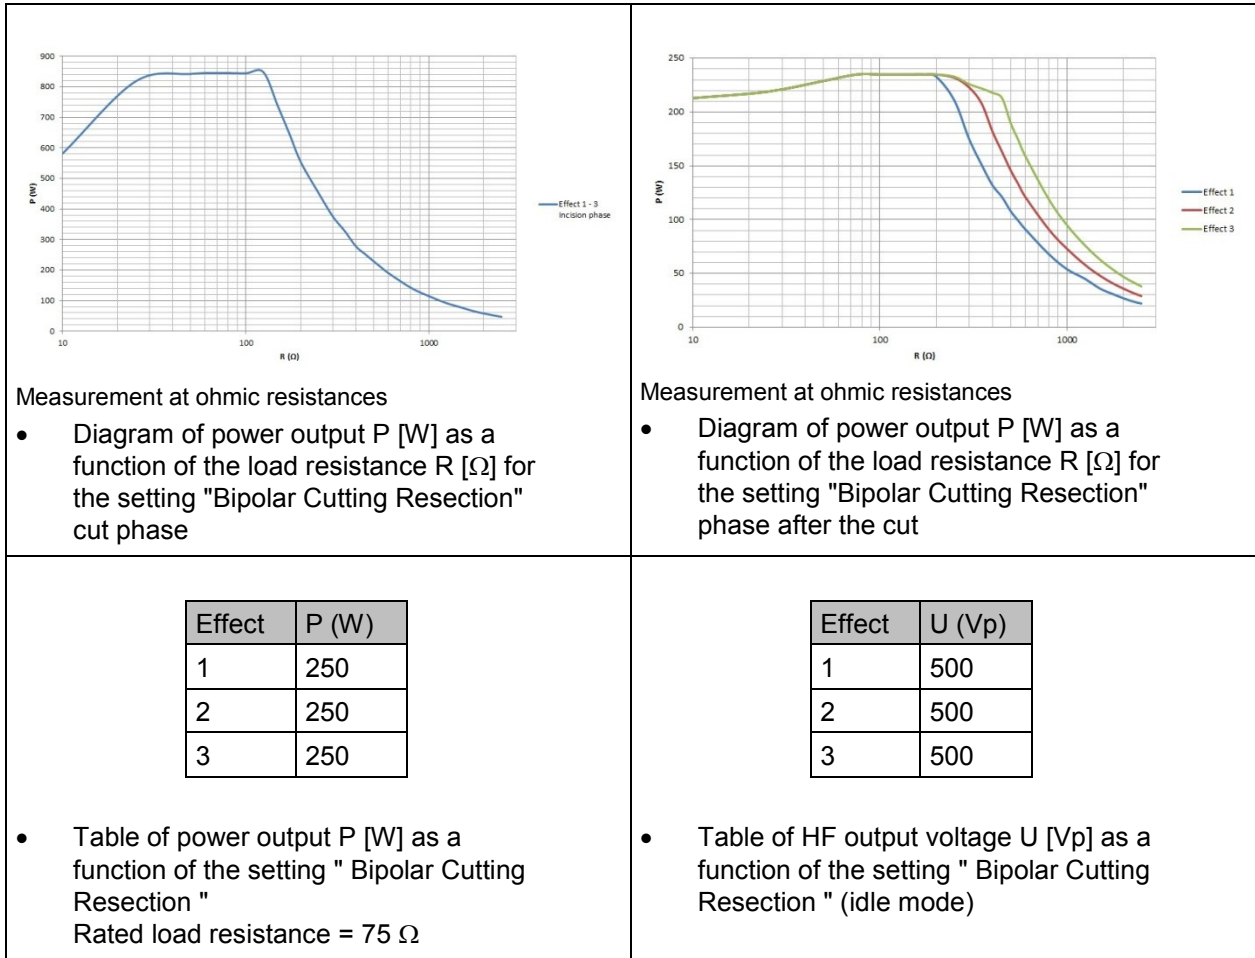 900
800
700
600
500
400
300
200
100
0
P (W)
10
100
1000
R (Ω)
Effect 1 - 3
Incision phase
Measurement at ohmic resistances
• Diagram of power output P [W] as a
function of the load resistance R [Ω] for
the setting "Bipolar Cutting Resection"
cut phase
250
200
150
100
50
0
P (W)
10
100
1000
R (Ω)
Effect 1
Effect 2
Effect 3
Measurement at ohmic resistances
• Diagram of power output P [W] as a
function of the load resistance R [Ω] for
the setting "Bipolar Cutting Resection"
phase after the cut
Effect P (W)
1 250
2 250
3 250
• Table of power output P [W] as a
function of the setting " Bipolar Cutting
Resection "
Rated load resistance = 75 Ω
Effect U (Vp)
1 500
2 500
3 500
• Table of HF output voltage U [Vp] as a
function of the setting " Bipolar Cutting
Resection " (idle mode)